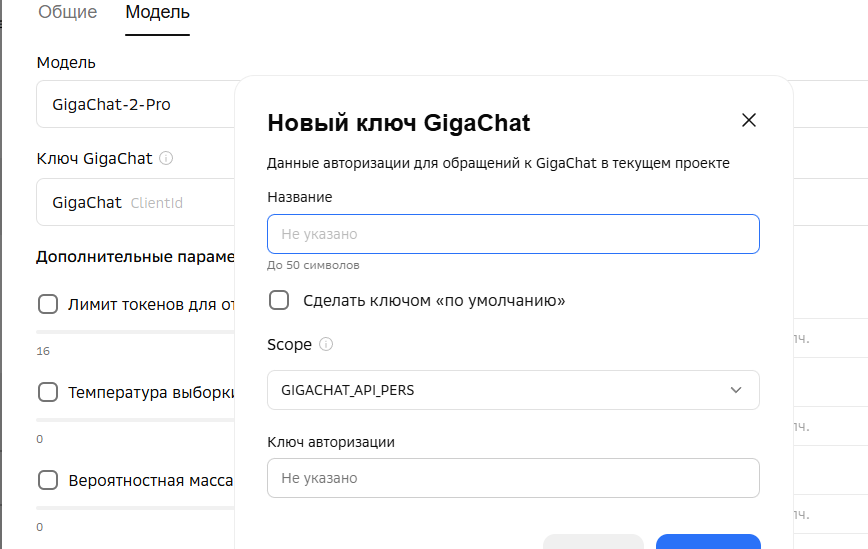 Общие Модель
Модель
GigaChat-2-Pro
Ключ GigaChat
GigaChat ClientId
Дополнительные параме
Лимит токенов для от
16
Температура выборки
0
Вероятностная масса
0
Новый ключ GigaChat
Данные авторизации для обращений к GigaChat в текущем проекте
Название
Не указано
До 50 символов
Сделать ключом «по умолчанию»
Scope
GIGACHAT_API_PERS
Ключ авторизации
Не указано
лч.
лч.
лч.